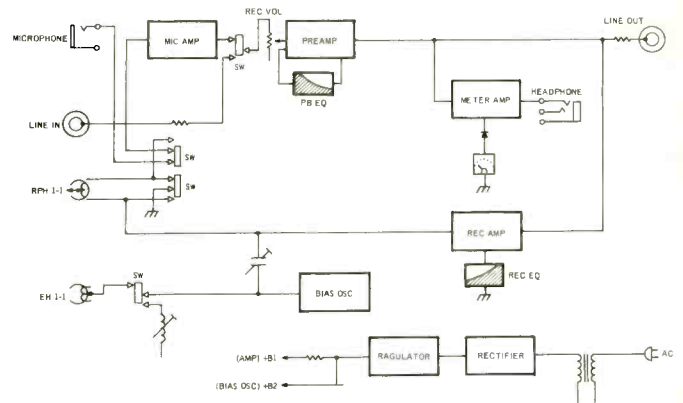 REC VOL
LINE OUT
MICROPHONE
MIC AMP
PREAMP
SW
PB EQ
METER AMP
HEADPHONE
LINE IN
SW
SW
RPH 1-1
REC AMP
REC EQ
EH 1-1
SW
BIAS OSC
(AMP) +B1
RAGULATOR
RECTIFIER
AC
(BIAS OSC) +B2